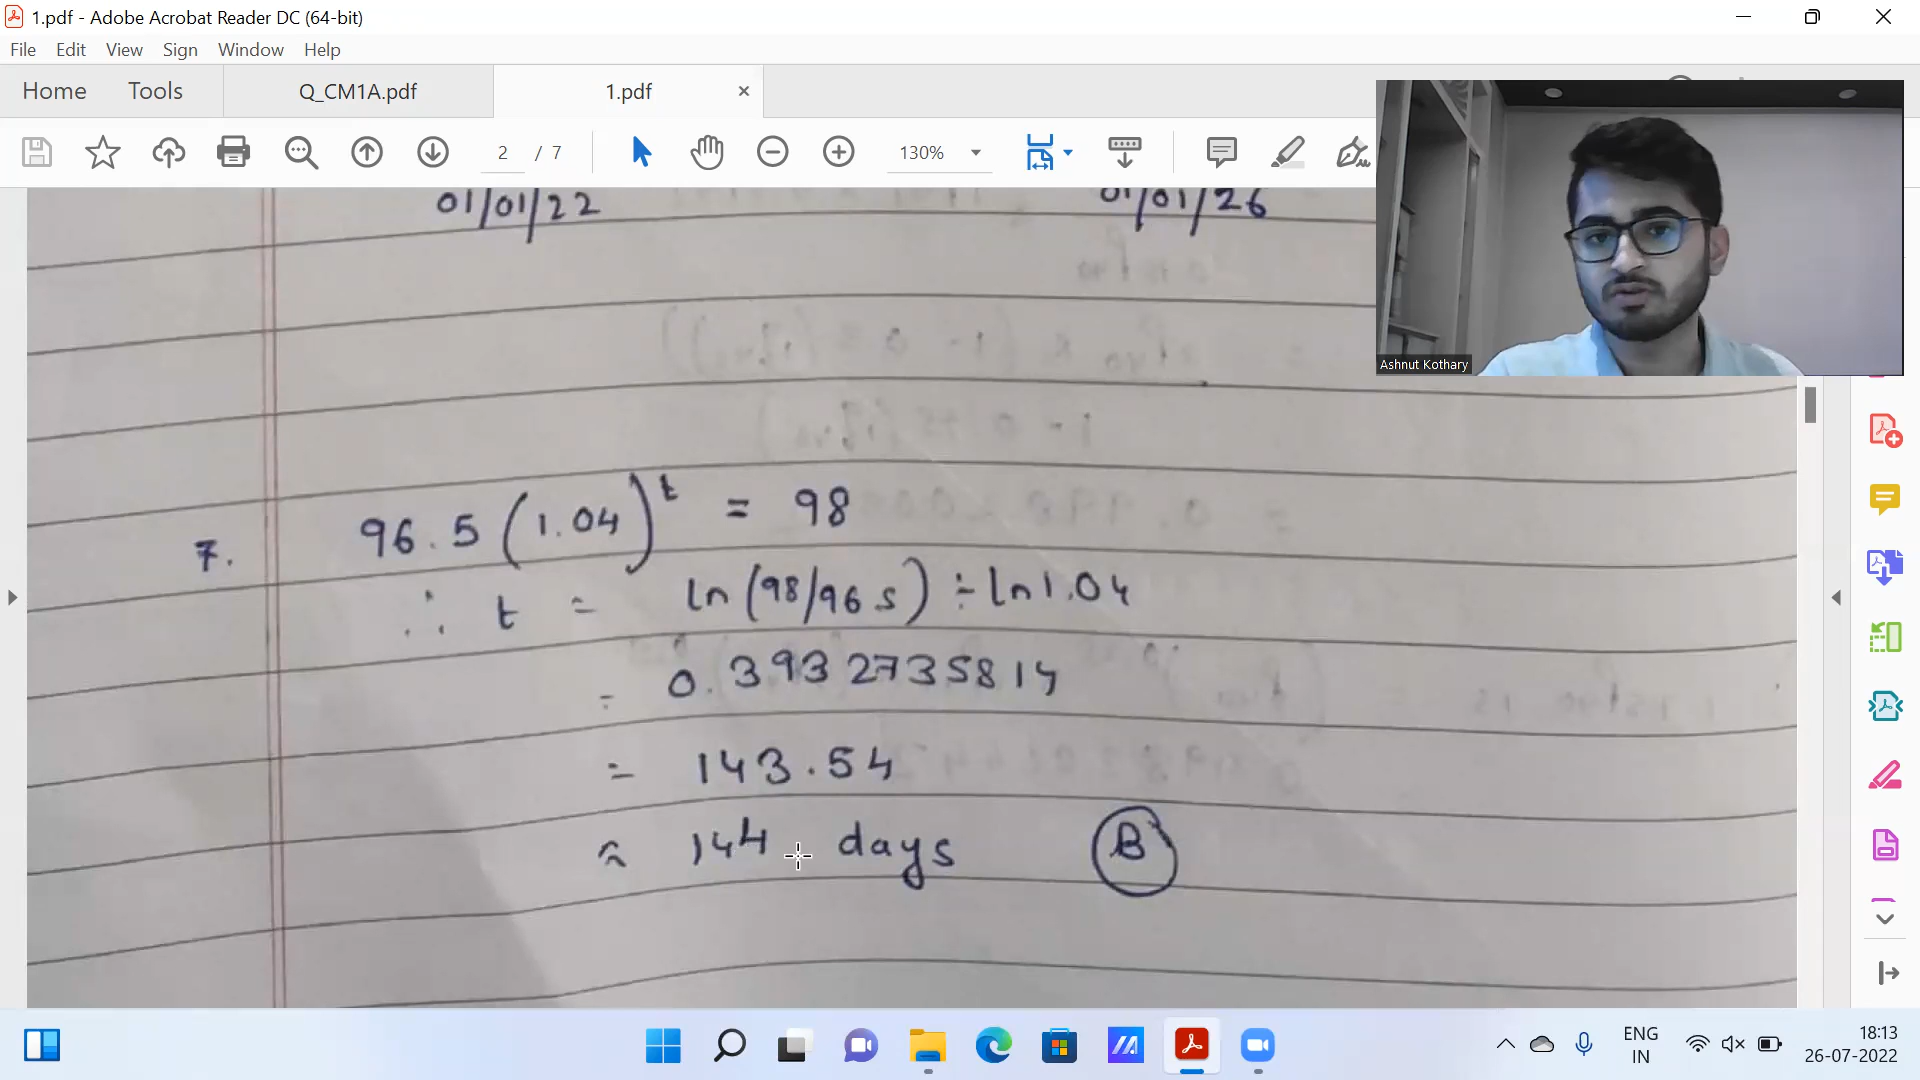 1.pdf - Adobe Acrobat Reader DC (64-bit)
File Edit View Sign Window Help
Home Tools Q_CM1A.pdf 1.pdf
2 / 7 130%
01/01/22 01/01/26
7. 96.5 (1.04)^t = 98
∴ t = ln (98/96 5) ÷ ln 1.04
= 0.3932735814
= 143.54
≈ 144 days B
Ashnut Kothary
ENG
IN
18:13
26-07-2022